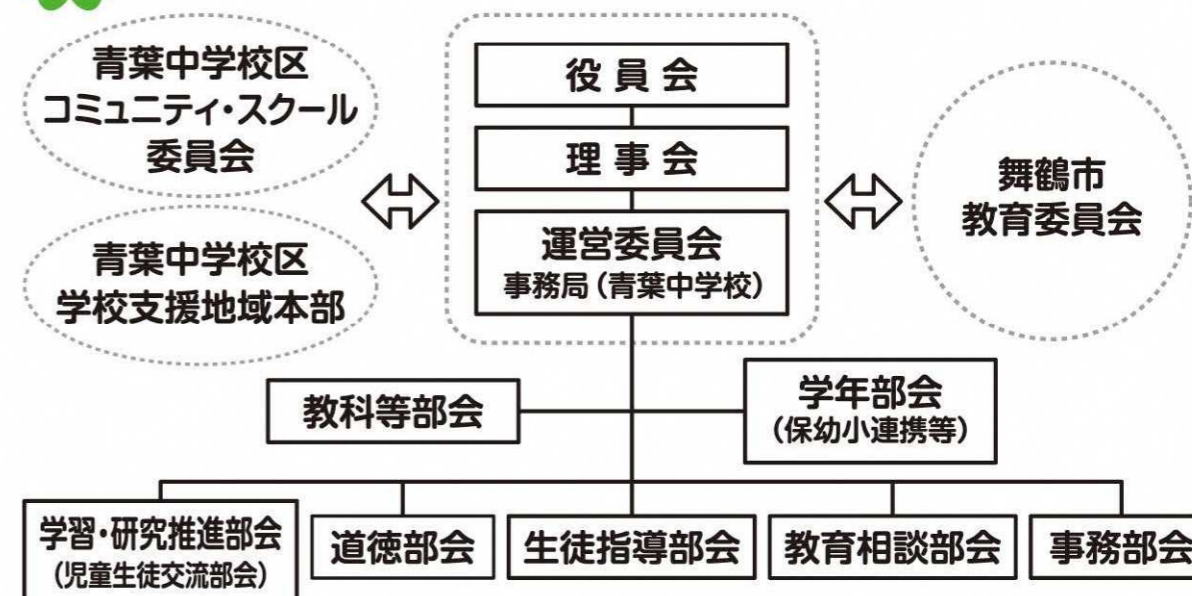 青葉中学校区
コミュニティ・スクール
委員会
青葉中学校区
学校支援地域本部
役員会
理事会
運営委員会
事務局(青葉中学校)
舞鶴市
教育委員会
教科等部会
学年部会
(保幼小連携等)
学習・研究推進部会
(児童生徒交流部会)
道徳部会
生徒指導部会
教育相談部会
事務部会